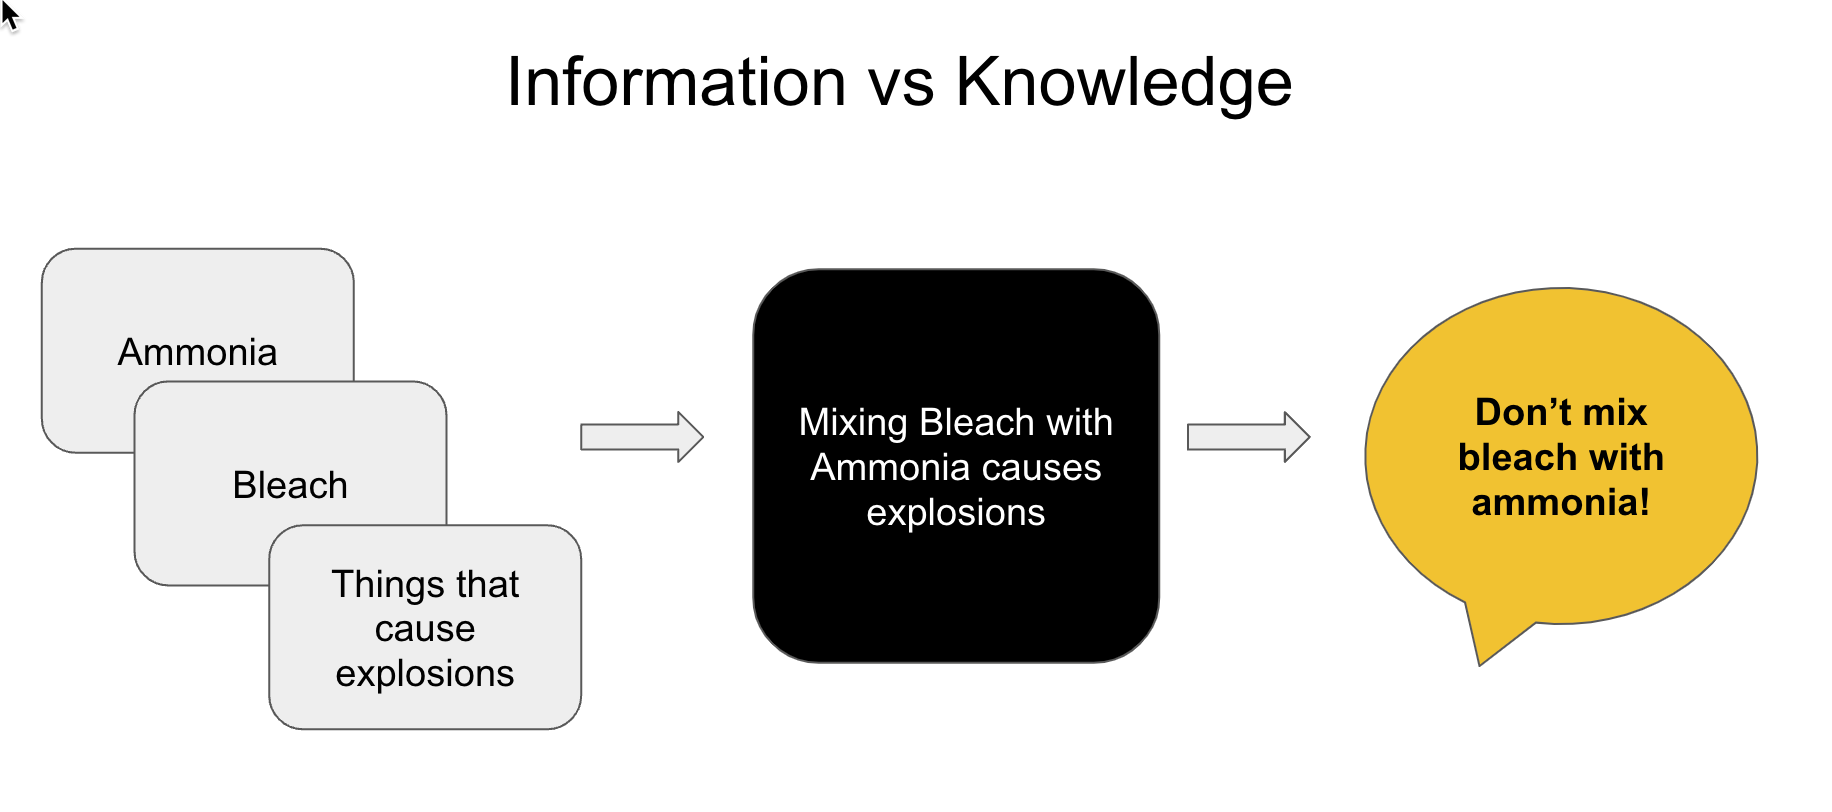 Information vs Knowledge
Ammonia
Bleach
Things that
cause
explosions
Mixing Bleach with
Ammonia causes
explosions
Don’t mix
bleach with
ammonia!